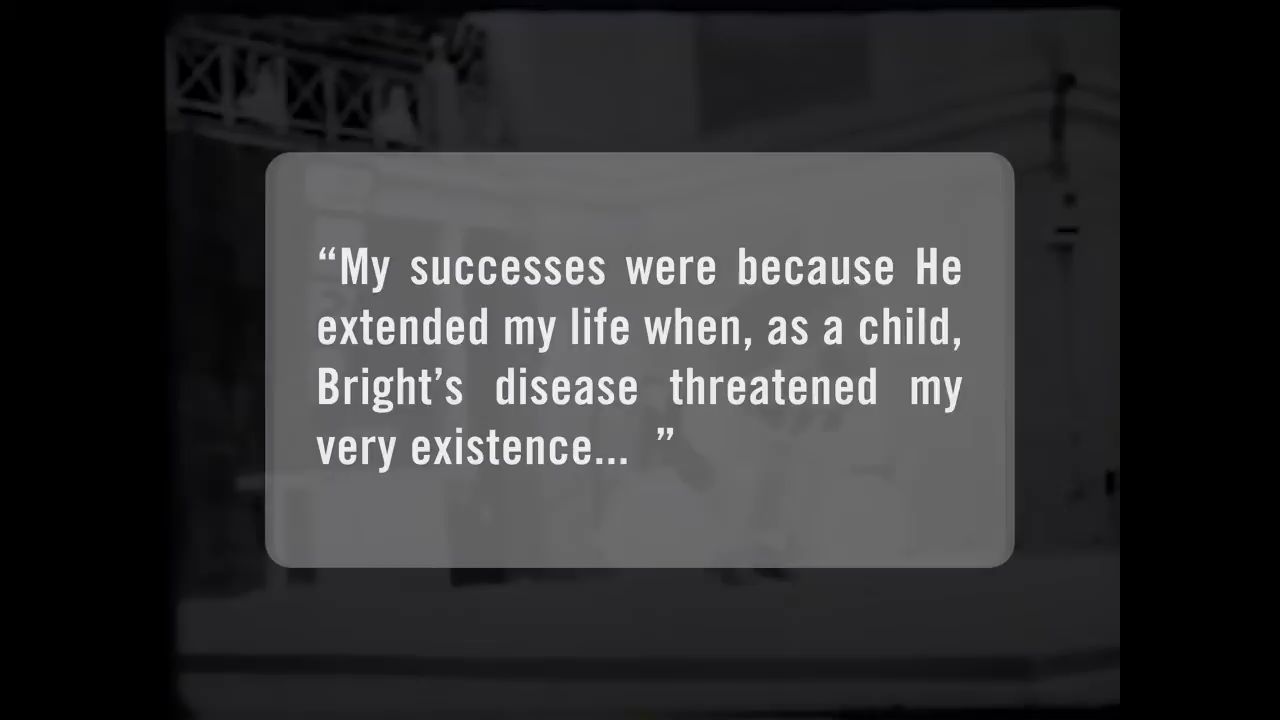 “My successes were because He
extended my life when, as a child,
Bright’s disease threatened my
very existence... ”